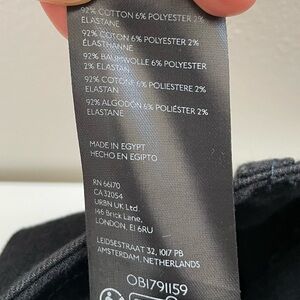 92% COTTON 6% POLYESTER 2%
ELASTANE
92% COTON 6% POLYESTER 2%
ÉLASTHANNE
92% BAUMWOLLE 6% POLYESTER
2% ELASTAN
92% COTONE 6% POLIESTERE 2%
ELASTAN
92% ALGODÓN 6% POLIÉSTER 2%
ELASTANE
MADE IN EGYPT
HECHO EN EGIPTO
RN 66170
CA 32054
URBN UK Ltd.
146 Brick Lane,
LONDON, E1 6RU
LEIDSESTRAAT 32, 1017 PB
AMSTERDAM, NETHERLANDS
OB1791159